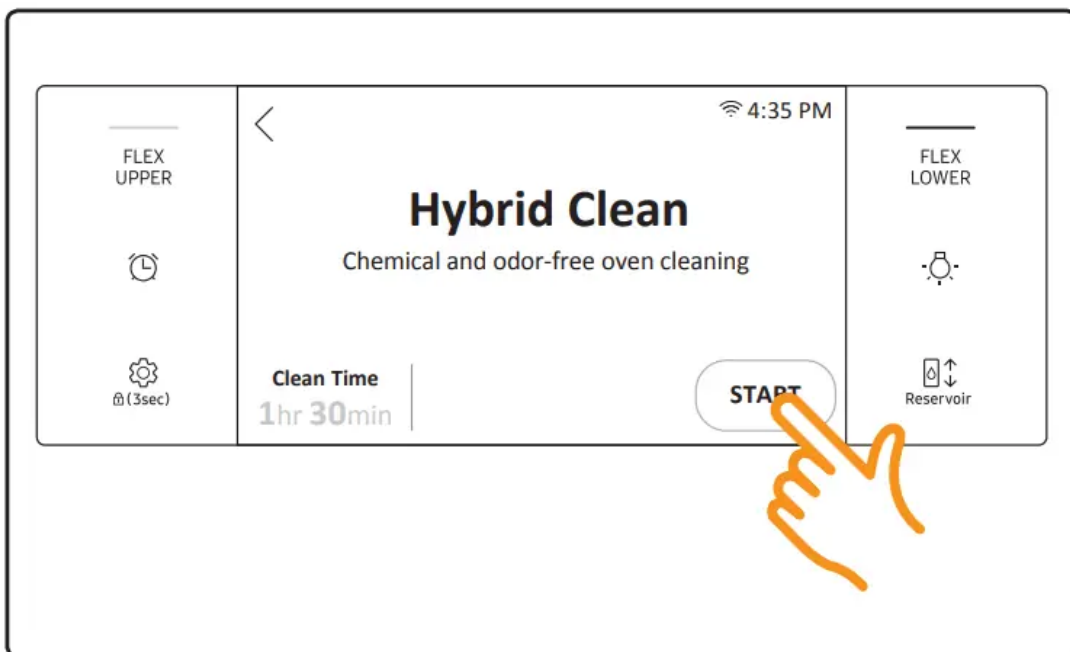 FLEX
UPPER
(3sec)
4:35 PM
Hybrid Clean
Chemical and odor-free oven cleaning
Clean Time
1hr 30min
START
FLEX
LOWER
Reservoir